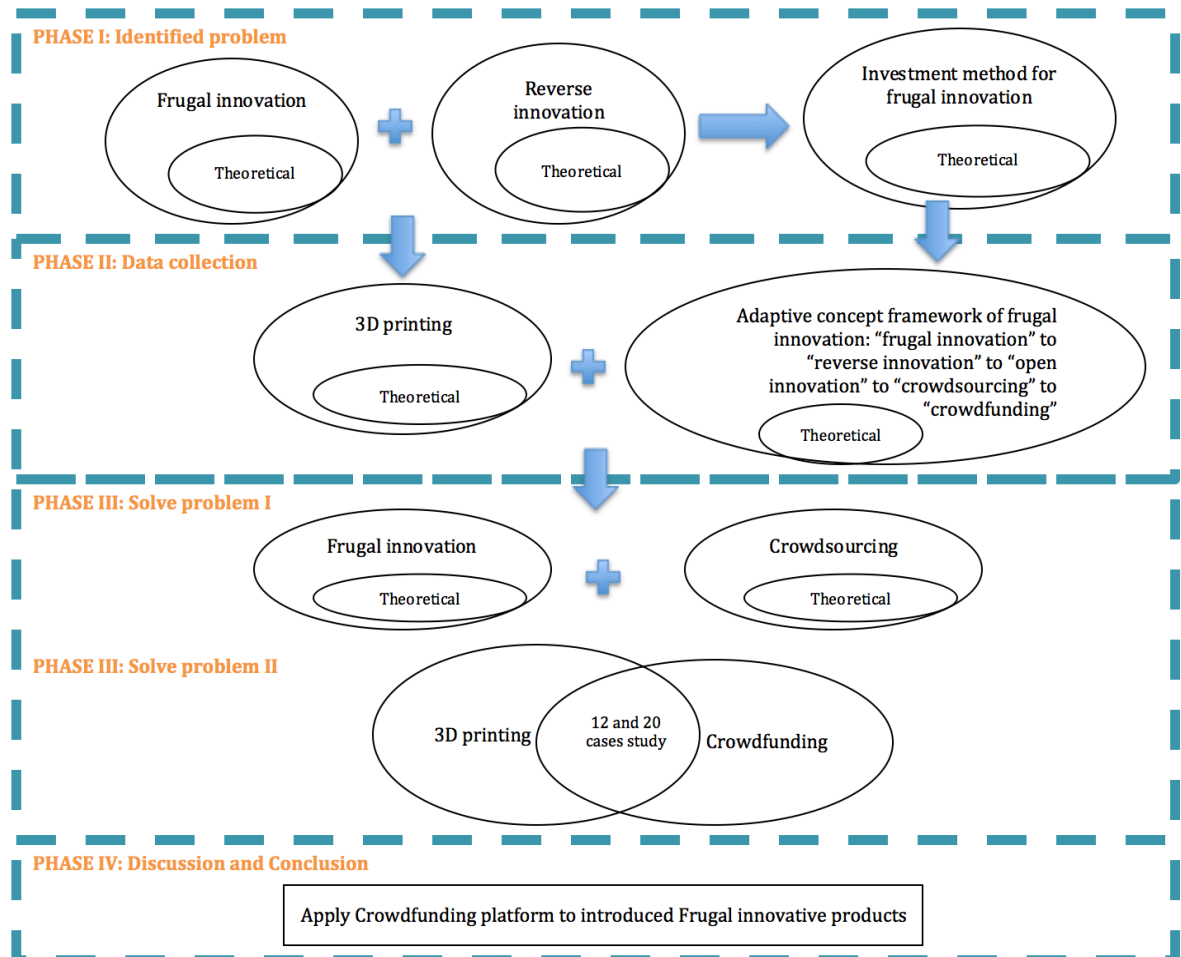 PHASE I: Identified problem
Frugal innovation
Theoretical
Reverse
innovation
Theoretical
Investment method for
frugal innovation
Theoretical
PHASE II: Data collection
3D printing
Theoretical
Adaptive concept framework of frugal
innovation: “frugal innovation” to
“reverse innovation” to “open
innovation” to “crowdsourcing” to
“crowdfunding”
Theoretical
PHASE III: Solve problem I
Frugal innovation
Theoretical
Crowdsourcing
Theoretical
PHASE III: Solve problem II
3D printing
12 and 20
cases study
Crowdfunding
PHASE IV: Discussion and Conclusion
Apply Crowdfunding platform to introduced Frugal innovative products